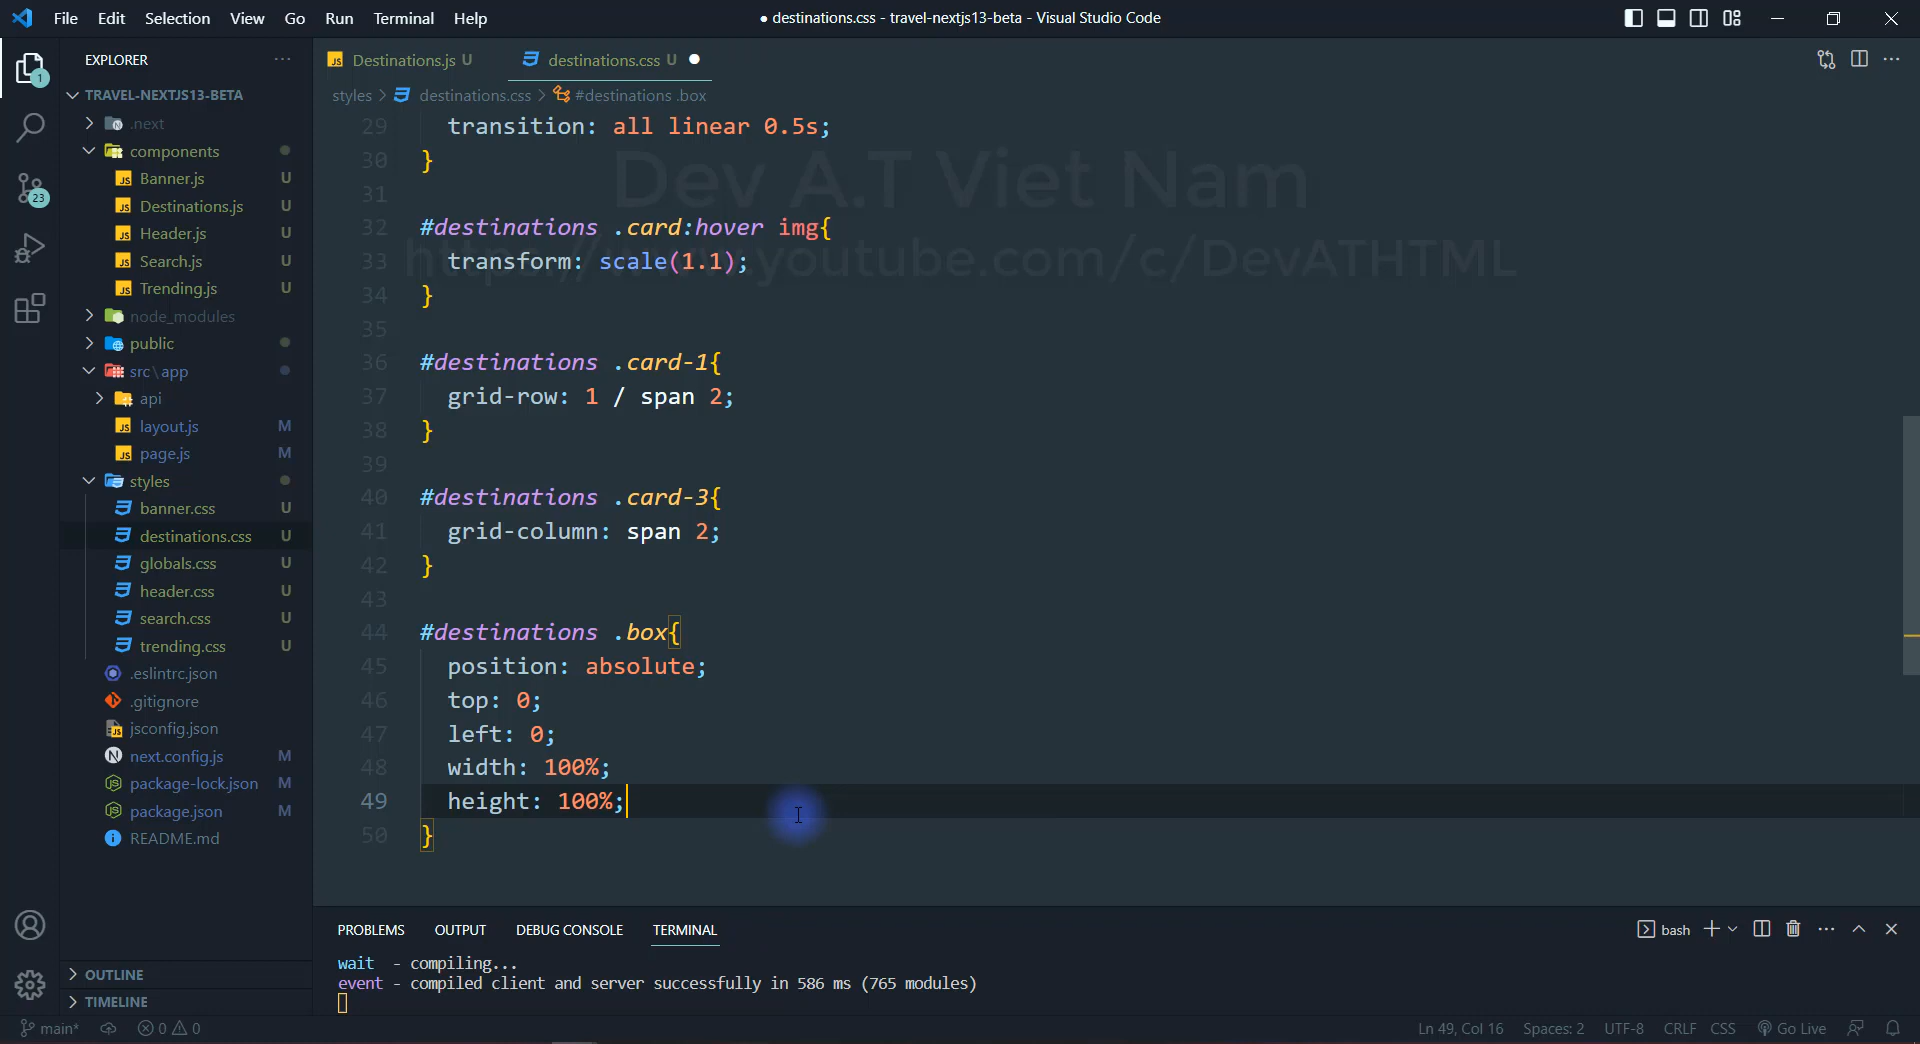 File Edit Selection View Go Run Terminal Help
● destinations.css - travel-nextjs13-beta - Visual Studio Code
EXPLORER
1
23
TRAVEL-NEXTJS13-BETA
.next
components
Banner.js U
Destinations.js U
Header.js U
Search.js U
Trending.js U
node_modules
public
src\app
api
layout.js M
page.js M
styles
banner.css U
destinations.css U
globals.css U
header.css U
search.css U
trending.css U
.eslintrc.json
.gitignore
jsconfig.json
next.config.js M
package-lock.json M
package.json M
README.md
OUTLINE
TIMELINE
Destinations.js U
destinations.css U
styles > destinations.css > #destinations .box
29 transition: all linear 0.5s;
30 }
31
32 #destinations .card:hover img{
33 transform: scale(1.1);
34 }
35
36 #destinations .card-1{
37 grid-row: 1 / span 2;
38 }
39
40 #destinations .card-3{
41 grid-column: span 2;
42 }
43
44 #destinations .box{
45 position: absolute;
46 top: 0;
47 left: 0;
48 width: 100%;
49 height: 100%;
50 }
Dev A.T Viet Nam
https://www.youtube.com/c/DevATHTML
PROBLEMS OUTPUT DEBUG CONSOLE TERMINAL
bash
wait - compiling...
event - compiled client and server successfully in 586 ms (765 modules)
main* 0 0
Ln 49, Col 16 Spaces: 2 UTF-8 CRLF CSS Go Live